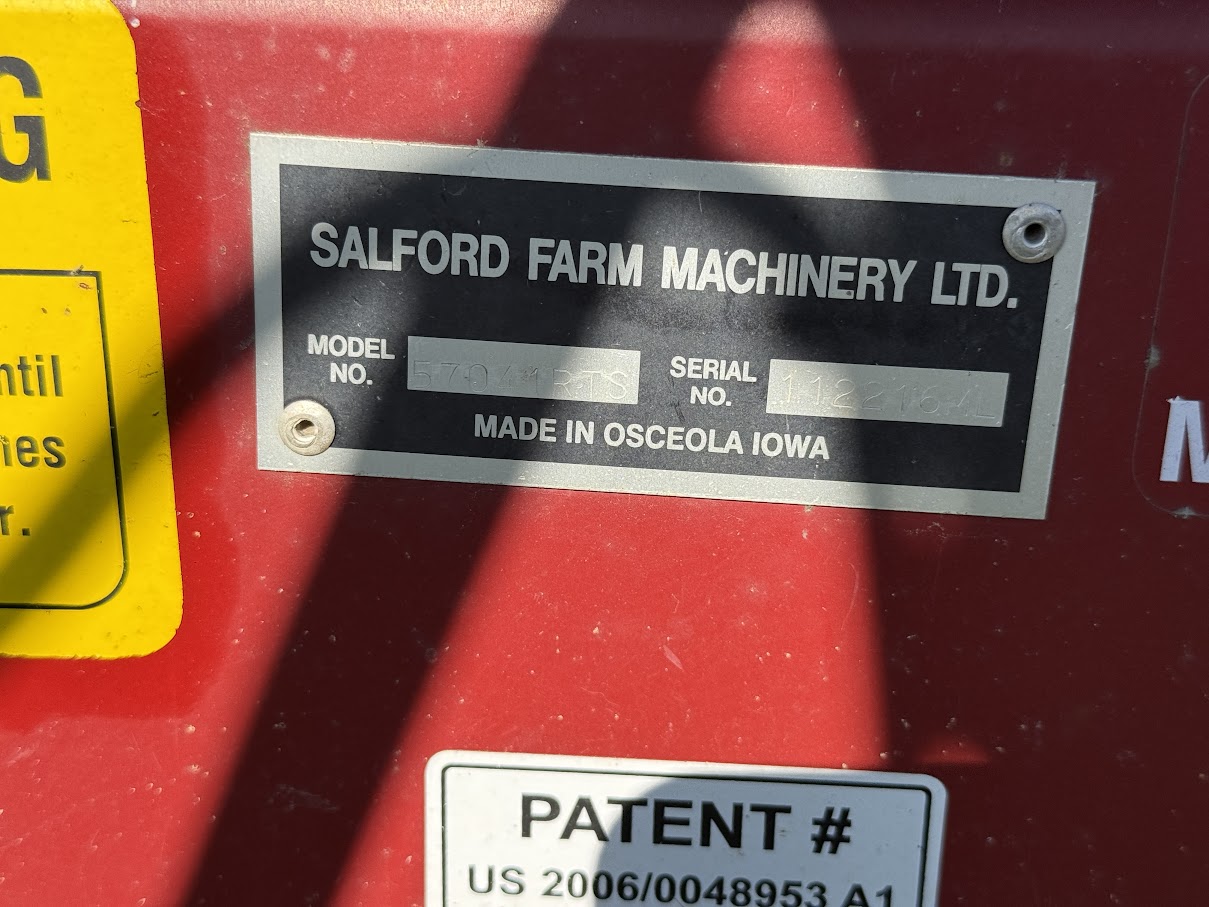 G
ntil
nes
r.
SALFORD FARM MACHINERY LTD.
MODEL NO. 57041RTS
SERIAL NO.
MADE IN OSCEOLA IOWA
M
PATENT #
US 2006/0048953 A1